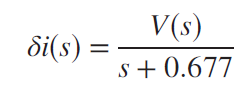 δi(s) = V(s) / s + 0.677